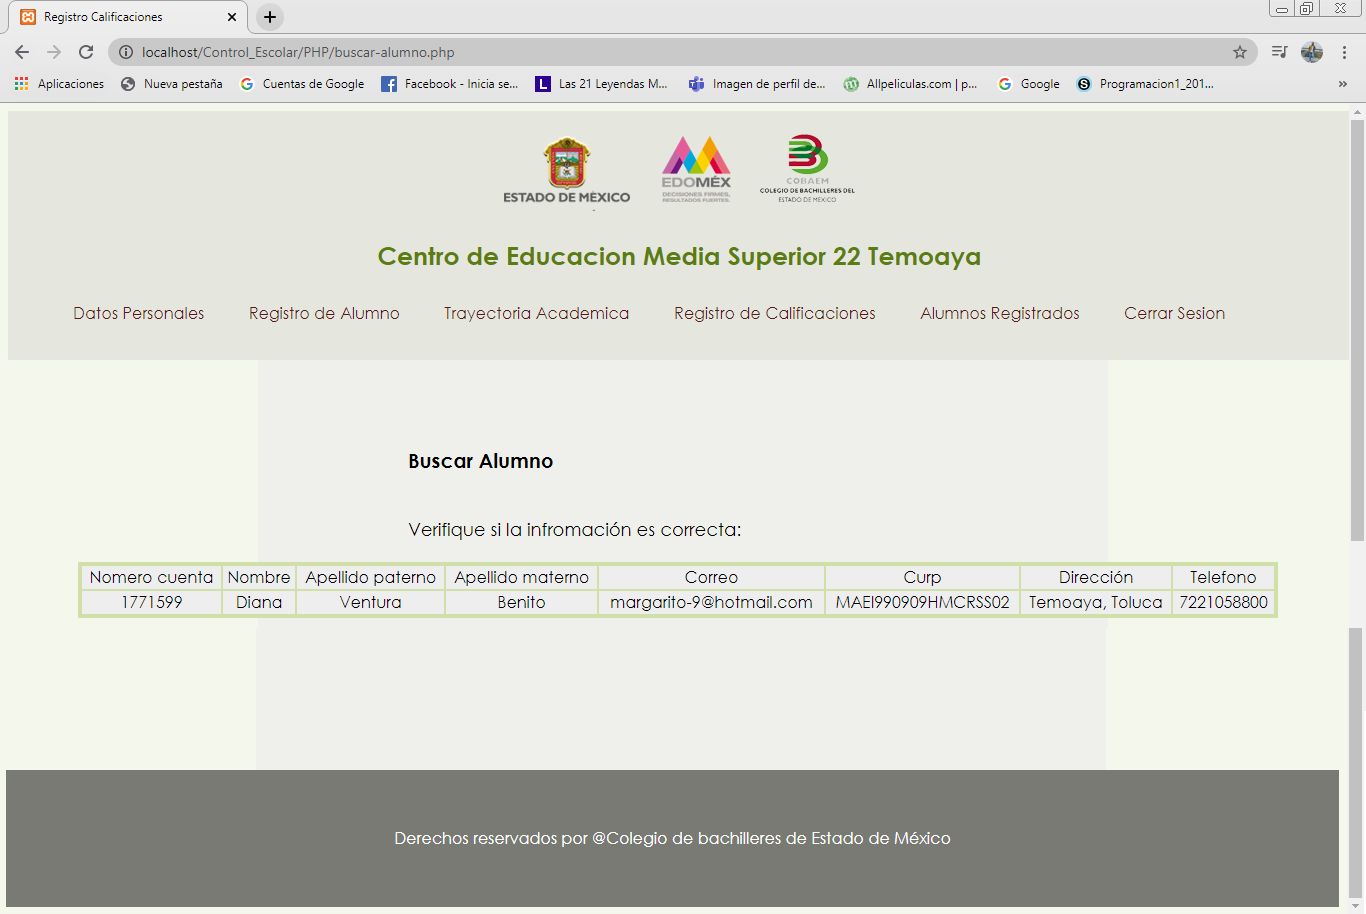 Registro Calificaciones
localhost/Control_Escolar/PHP/buscar-alumno.php
Aplicaciones Nueva pestaña Cuentas de Google Facebook - Inicia se... Las 21 Leyendas M... Imagen de perfil de... Allpeliculas.com | p... Google Programacion1_201... »
ESTADO DE MÉXICO
EDOMÉX
DECISIONES FIRMES,
RESULTADOS FUERTES.
COBAEM
COLEGIO DE BACHILLERES DEL
ESTADO DE MÉXICO
Centro de Educacion Media Superior 22 Temoaya
Datos Personales Registro de Alumno Trayectoria Academica Registro de Calificaciones Alumnos Registrados Cerrar Sesion
Buscar Alumno
Verifique si la infromación es correcta:
Nomero cuenta Nombre Apellido paterno Apellido materno Correo Curp Dirección Telefono
1771599 Diana Ventura Benito margarito-9@hotmail.com MAEI990909HMCRSS02 Temoaya, Toluca 7221058800
Derechos reservados por @Colegio de bachilleres de Estado de México